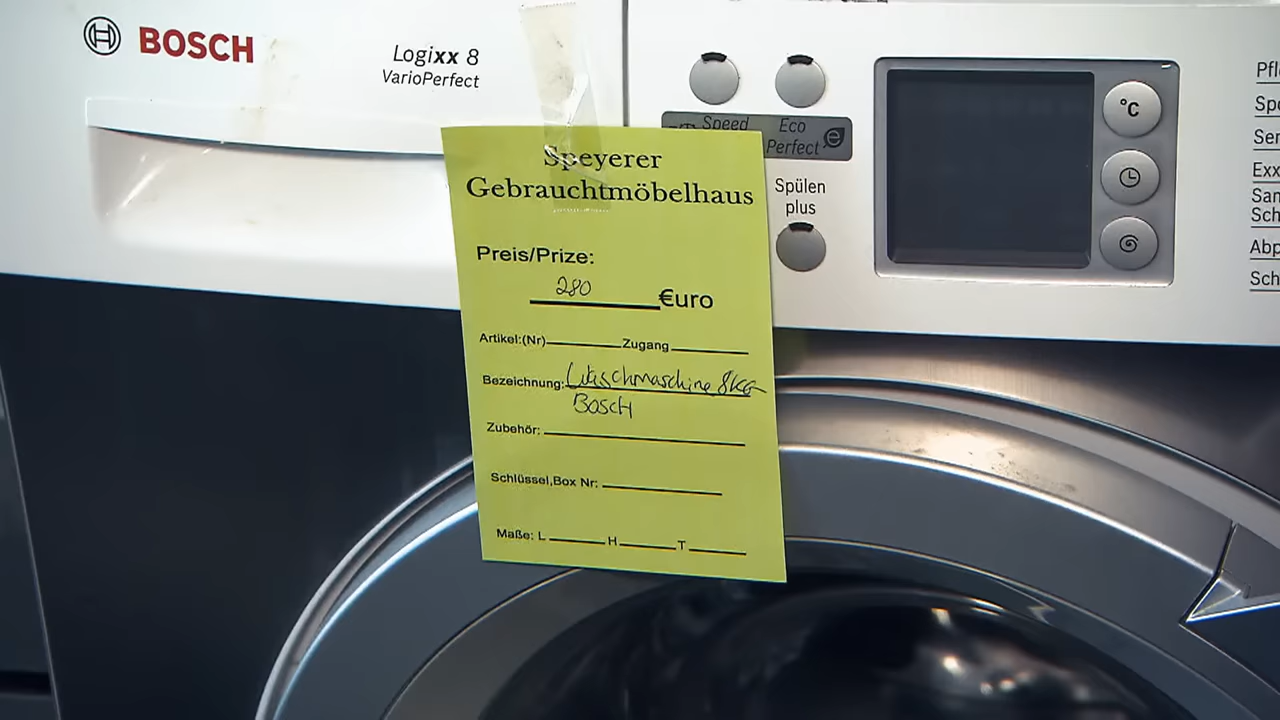 BOSCH
Logixx 8
VarioPerfect
Speed
Eco
Perfect
Spülen
plus
°C
Speyerer
Gebrauchtmöbelhaus
Preis/Prize:
280 €uro
Artikel:(Nr) Zugang
Bezeichnung: Waschmaschine 8KG
BOSCH
Zubehör:
Schlüssel,Box Nr:
Maße: L H T
Exx